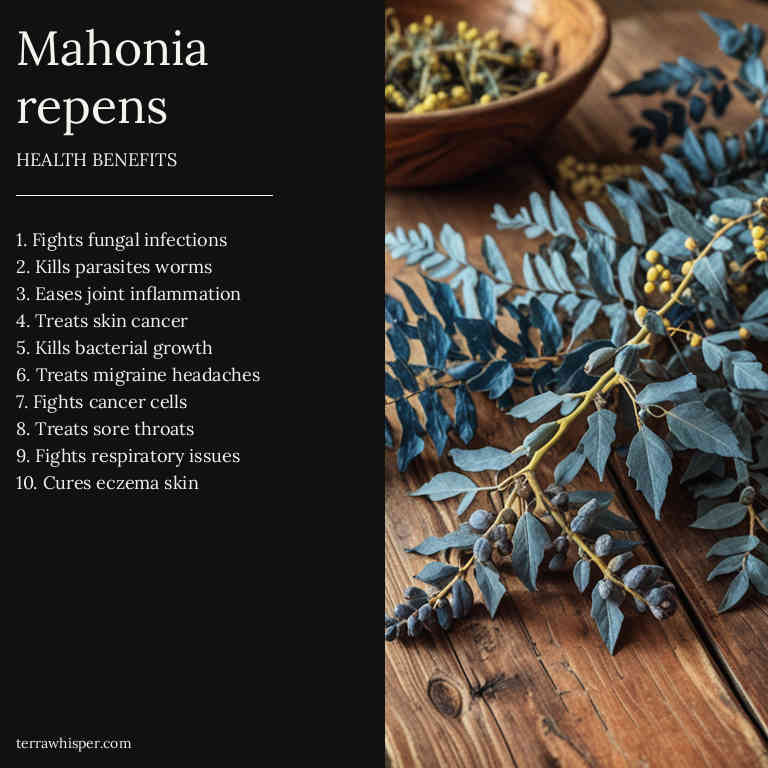 Mahonia
repens
HEALTH BENEFITS
1. Fights fungal infections
2. Kills parasites worms
3. Eases joint inflammation
4. Treats skin cancer
5. Kills bacterial growth
6. Treats migraine headaches
7. Fights cancer cells
8. Treats sore throats
9. Fights respiratory issues
10. Cures eczema skin
terrawhisper.com